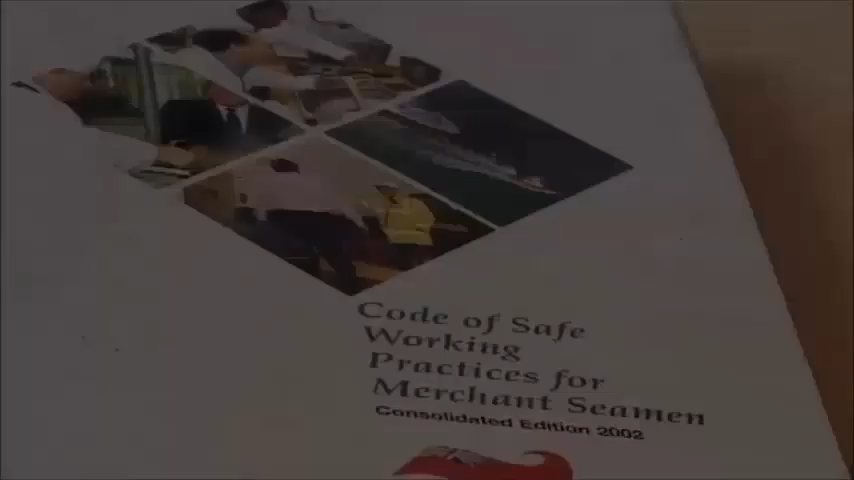 Code of Safe
Working
Practices for
Merchant Seamen
Consolidated Edition 2002